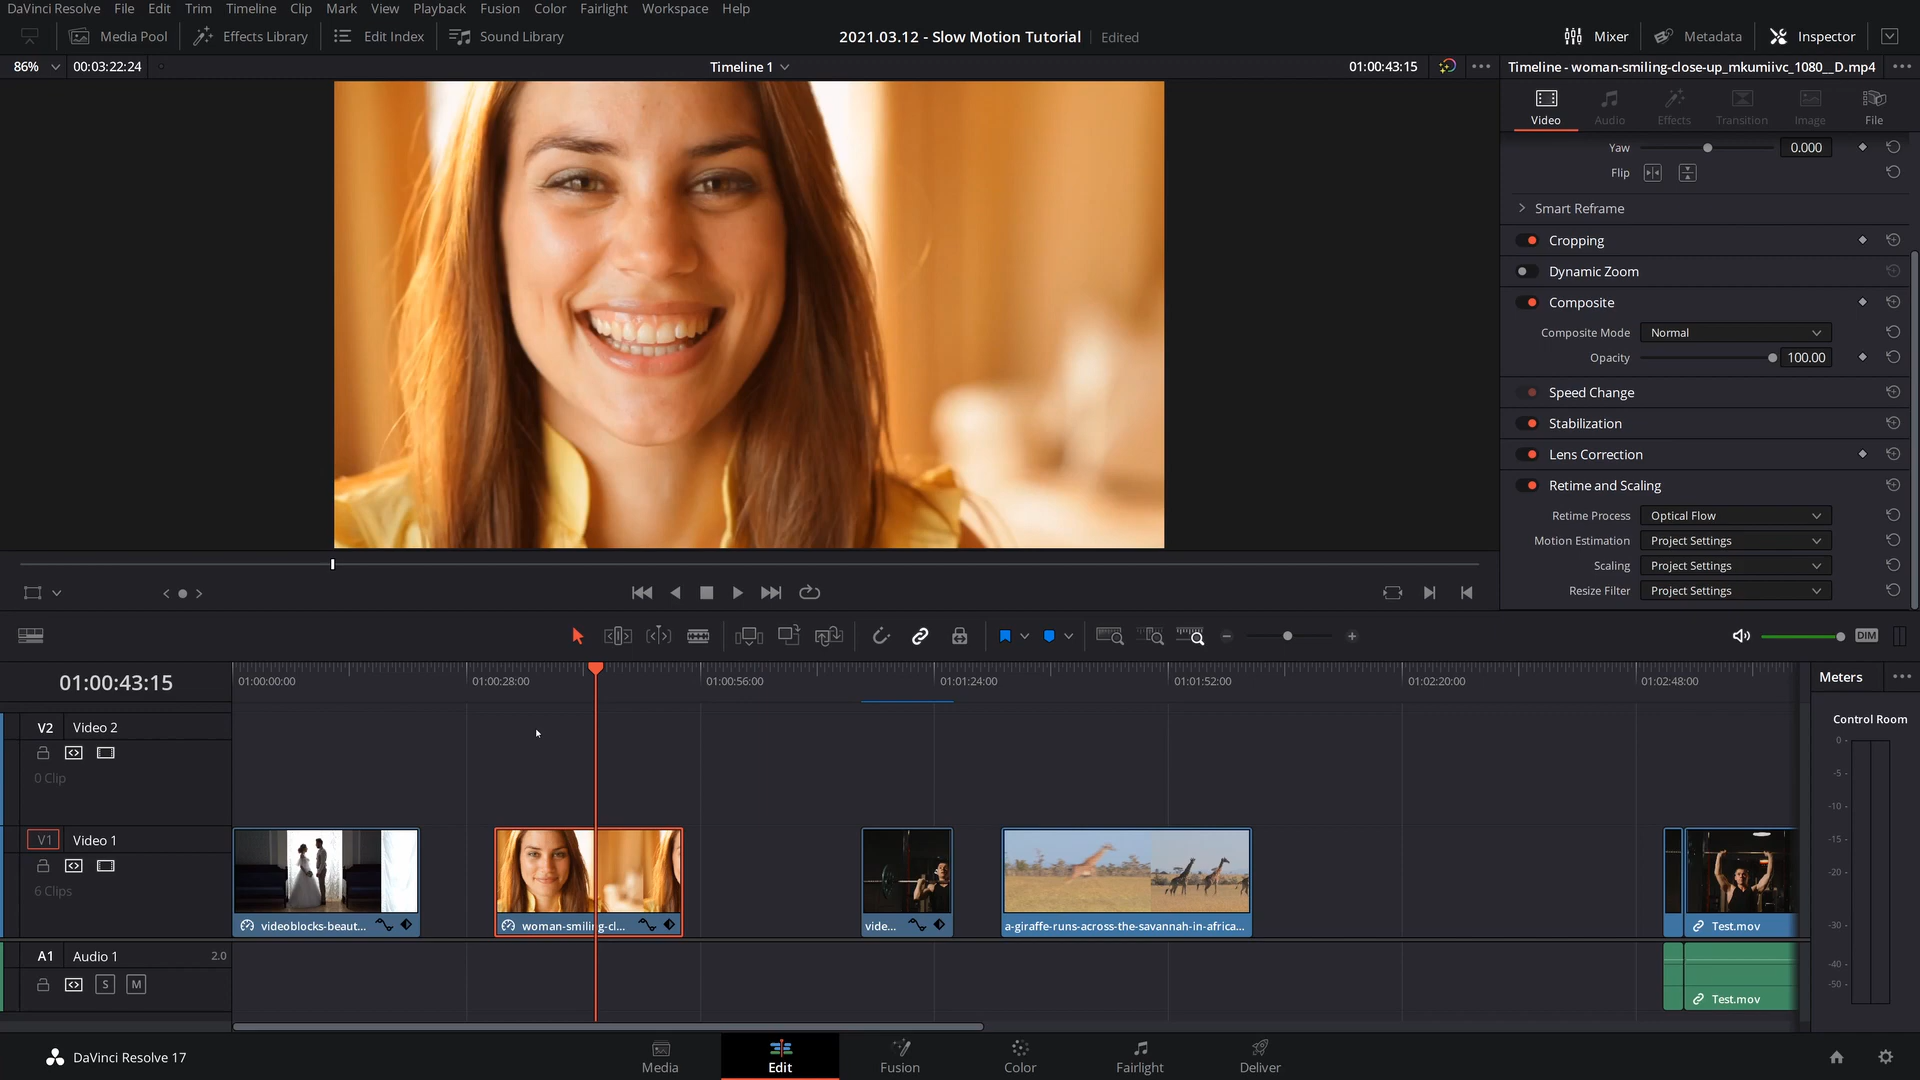 DaVinci Resolve File Edit Trim Timeline Clip Mark View Playback Fusion Color Fairlight Workspace Help
Media Pool Effects Library Edit Index Sound Library 2021.03.12 - Slow Motion Tutorial Edited Mixer Metadata Inspector
86% 00:03:22:24 Timeline 1 01:00:43:15 Timeline - woman-smiling-close-up_mkumiivc_1080__D.mp4
Video Audio Effects Transition Image File
Yaw 0.000
Flip
Smart Reframe
Cropping
Dynamic Zoom
Composite
Composite Mode Normal
Opacity 100.00
Speed Change
Stabilization
Lens Correction
Retime and Scaling
Retime Process Optical Flow
Motion Estimation Project Settings
Scaling Project Settings
Resize Filter Project Settings
DIM
01:00:43:15 01:00:00:00 01:00:28:00 01:00:56:00 01:01:24:00 01:01:52:00 01:02:20:00 01:02:48:00 Meters
Control Room
V2 Video 2
0 Clip
V1 Video 1
6 Clips
videoblocks-beaut... woman-smiling-cl... vide... a-giraffe-runs-across-the-savannah-in-africa... Test.mov
A1 Audio 1 2.0
S M
Test.mov
0
-5
-10
-15
-20
-30
-40
-50
DaVinci Resolve 17 Media Edit Fusion Color Fairlight Deliver